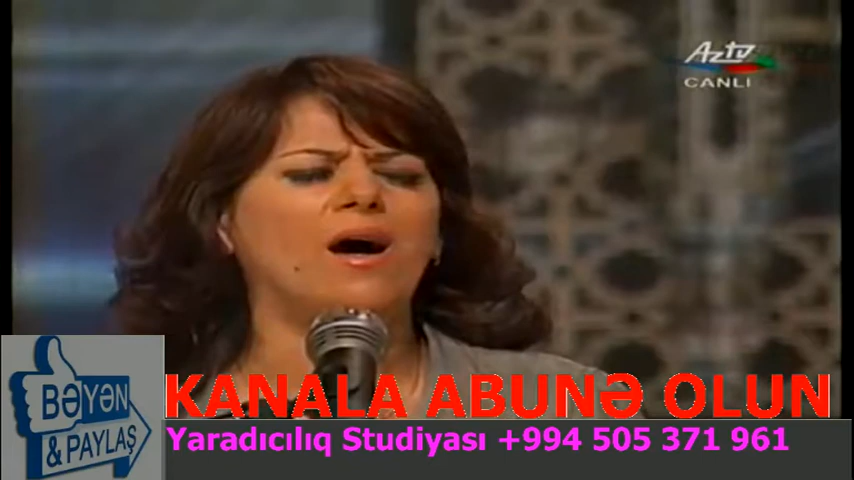 Aztv
CANLI
BƏYƏN
& PAYLAŞ
KANALA ABUNƏ OLUN
Yaradıcılıq Studiyası +994 505 371 961